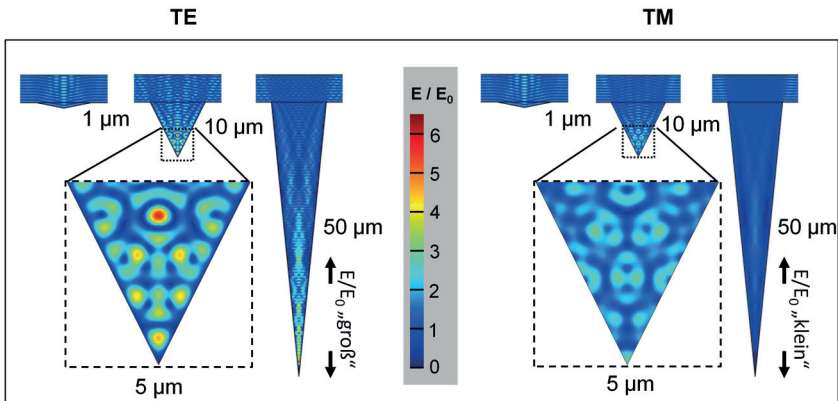 TE
TM
1 µm
10 µm
50 µm
E/E₀ „groß“
5 µm
E / E₀
6
5
4
3
2
1
0
1 µm
10 µm
50 µm
E/E₀ „klein“
5 µm